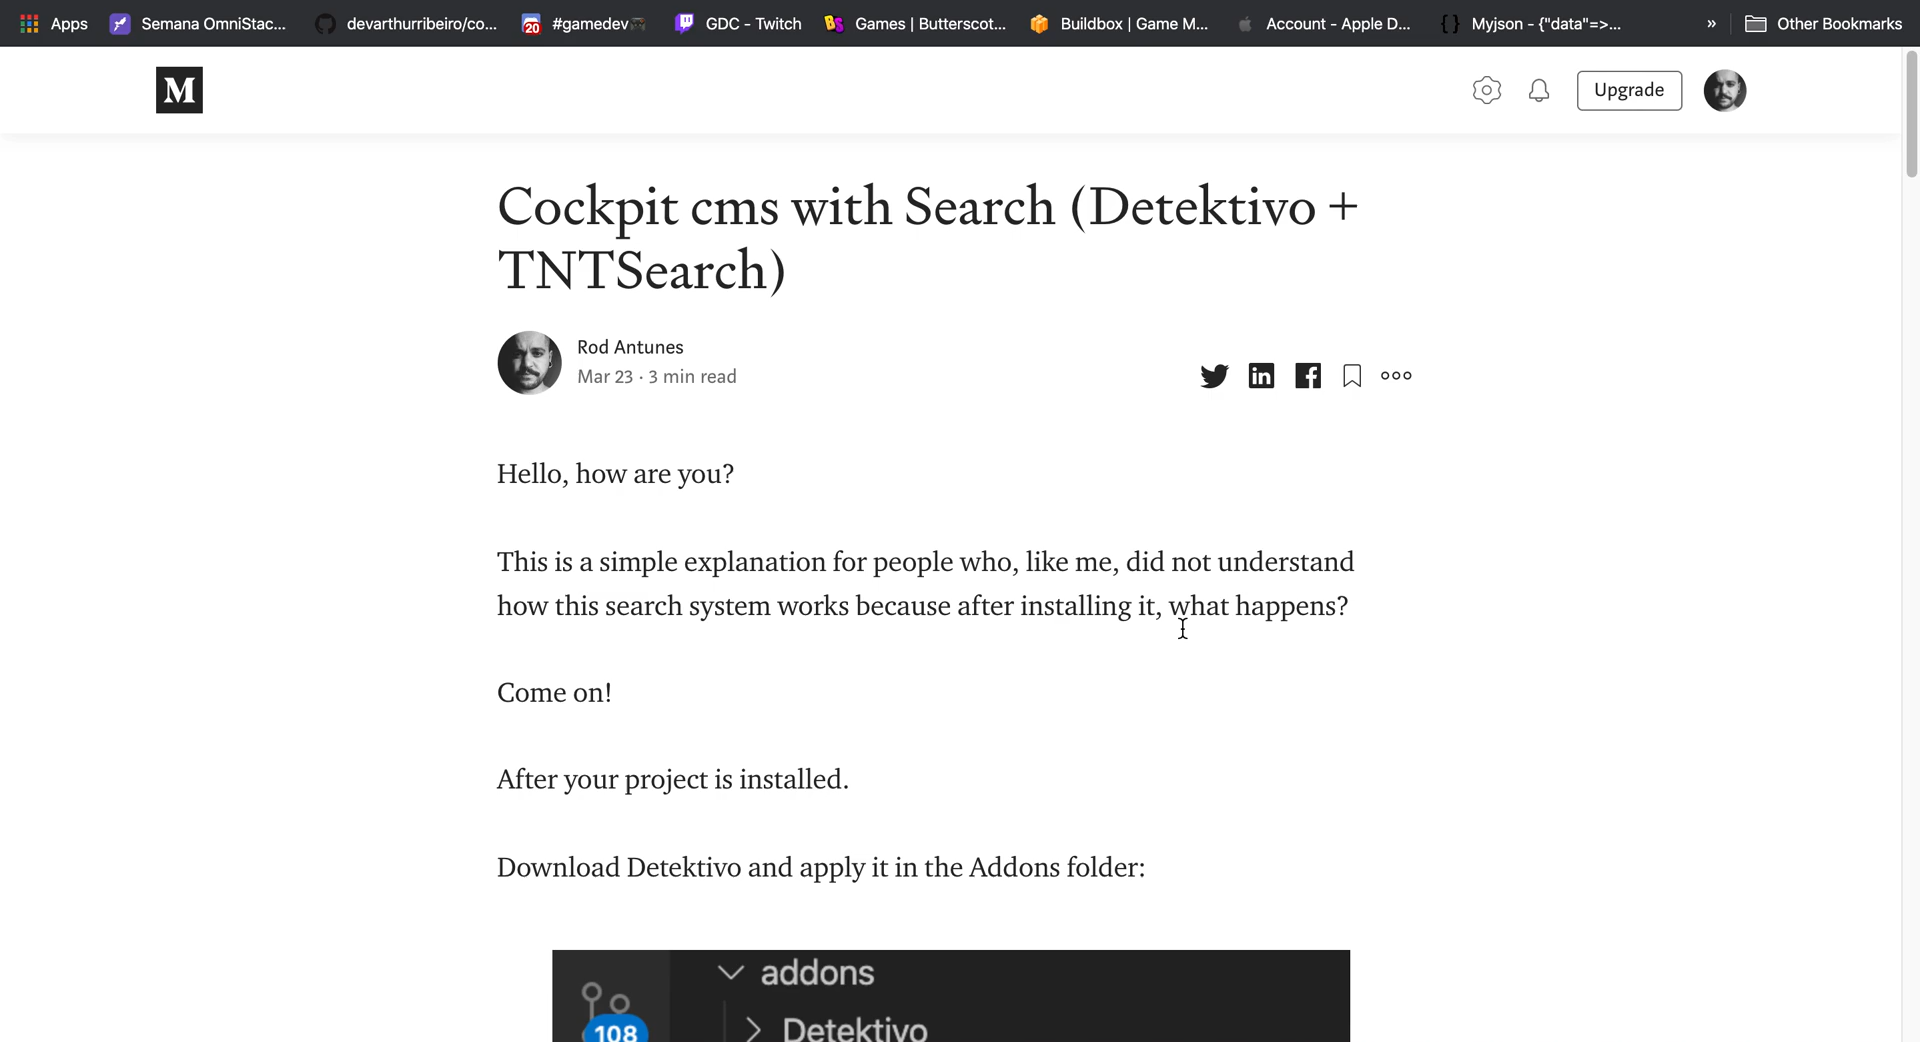 Apps Semana OmniStac... devarthurribeiro/co... 20 #gamedev🎮 GDC - Twitch Games | Butterscot... Buildbox | Game M... Account - Apple D... Myjson - {"data"=>... » Other Bookmarks
M Upgrade
Cockpit cms with Search (Detektivo +
TNTSearch)
Rod Antunes
Mar 23 · 3 min read
Hello, how are you?
This is a simple explanation for people who, like me, did not understand
how this search system works because after installing it, what happens?
Come on!
After your project is installed.
Download Detektivo and apply it in the Addons folder:
addons
108 Detektivo